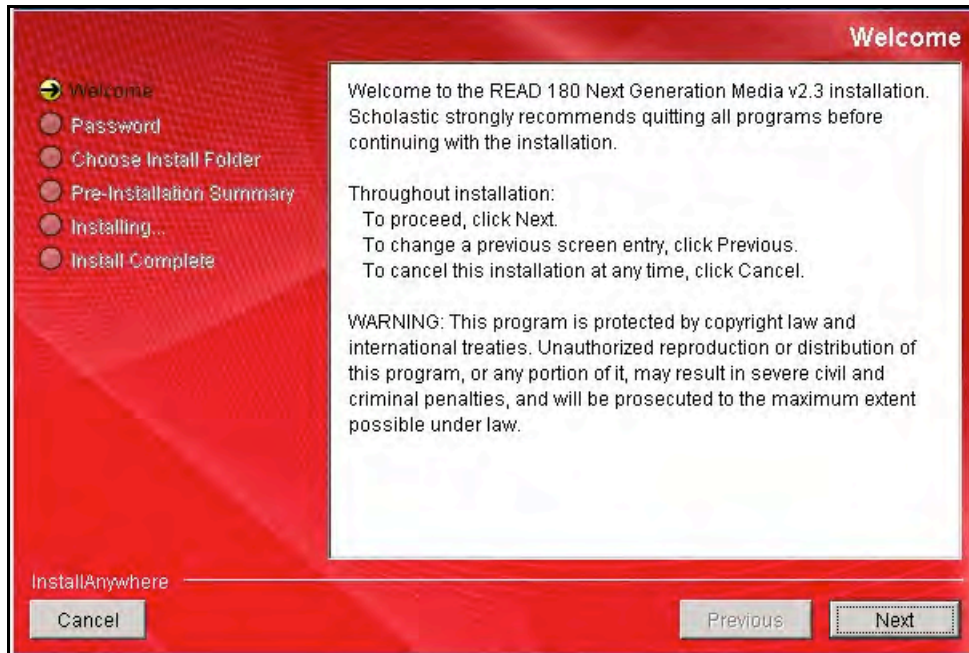 Welcome
Welcome
Password
Choose Install Folder
Pre-Installation Summary
Installing...
Install Complete
Welcome to the READ 180 Next Generation Media v2.3 installation.
Scholastic strongly recommends quitting all programs before
continuing with the installation.
Throughout installation:
To proceed, click Next.
To change a previous screen entry, click Previous.
To cancel this installation at any time, click Cancel.
WARNING: This program is protected by copyright law and
international treaties. Unauthorized reproduction or distribution of
this program, or any portion of it, may result in severe civil and
criminal penalties, and will be prosecuted to the maximum extent
possible under law.
InstallAnywhere
Cancel
Previous
Next